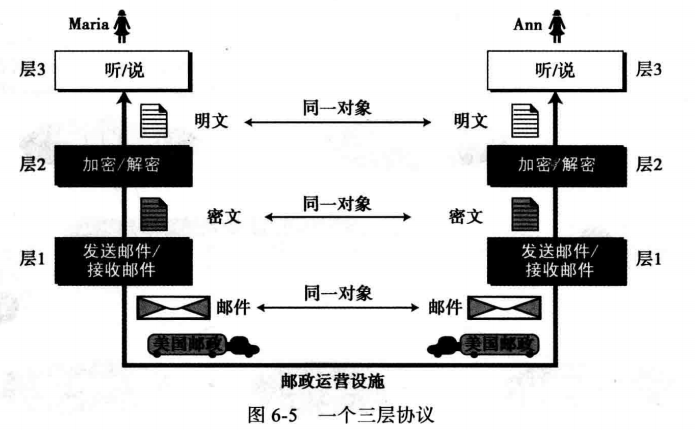 Maria
Ann
层3
听/说
听/说
层3
明文
同一对象
明文
层2
加密/解密
加密/解密
层2
密文
同一对象
密文
层1
发送邮件/
接收邮件
发送邮件/
接收邮件
层1
邮件
同一对象
邮件
美国邮政
美国邮政
邮政运营设施
图 6-5 一个三层协议